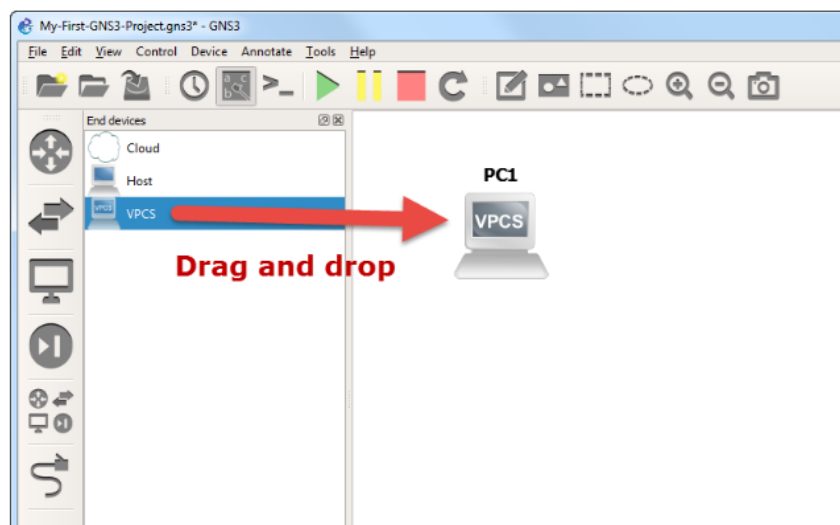 My-First-GNS3-Project.gns3* - GNS3
File Edit View Control Device Annotate Tools Help
End devices
Cloud
Host
VPCS
PC1
VPCS
Drag and drop